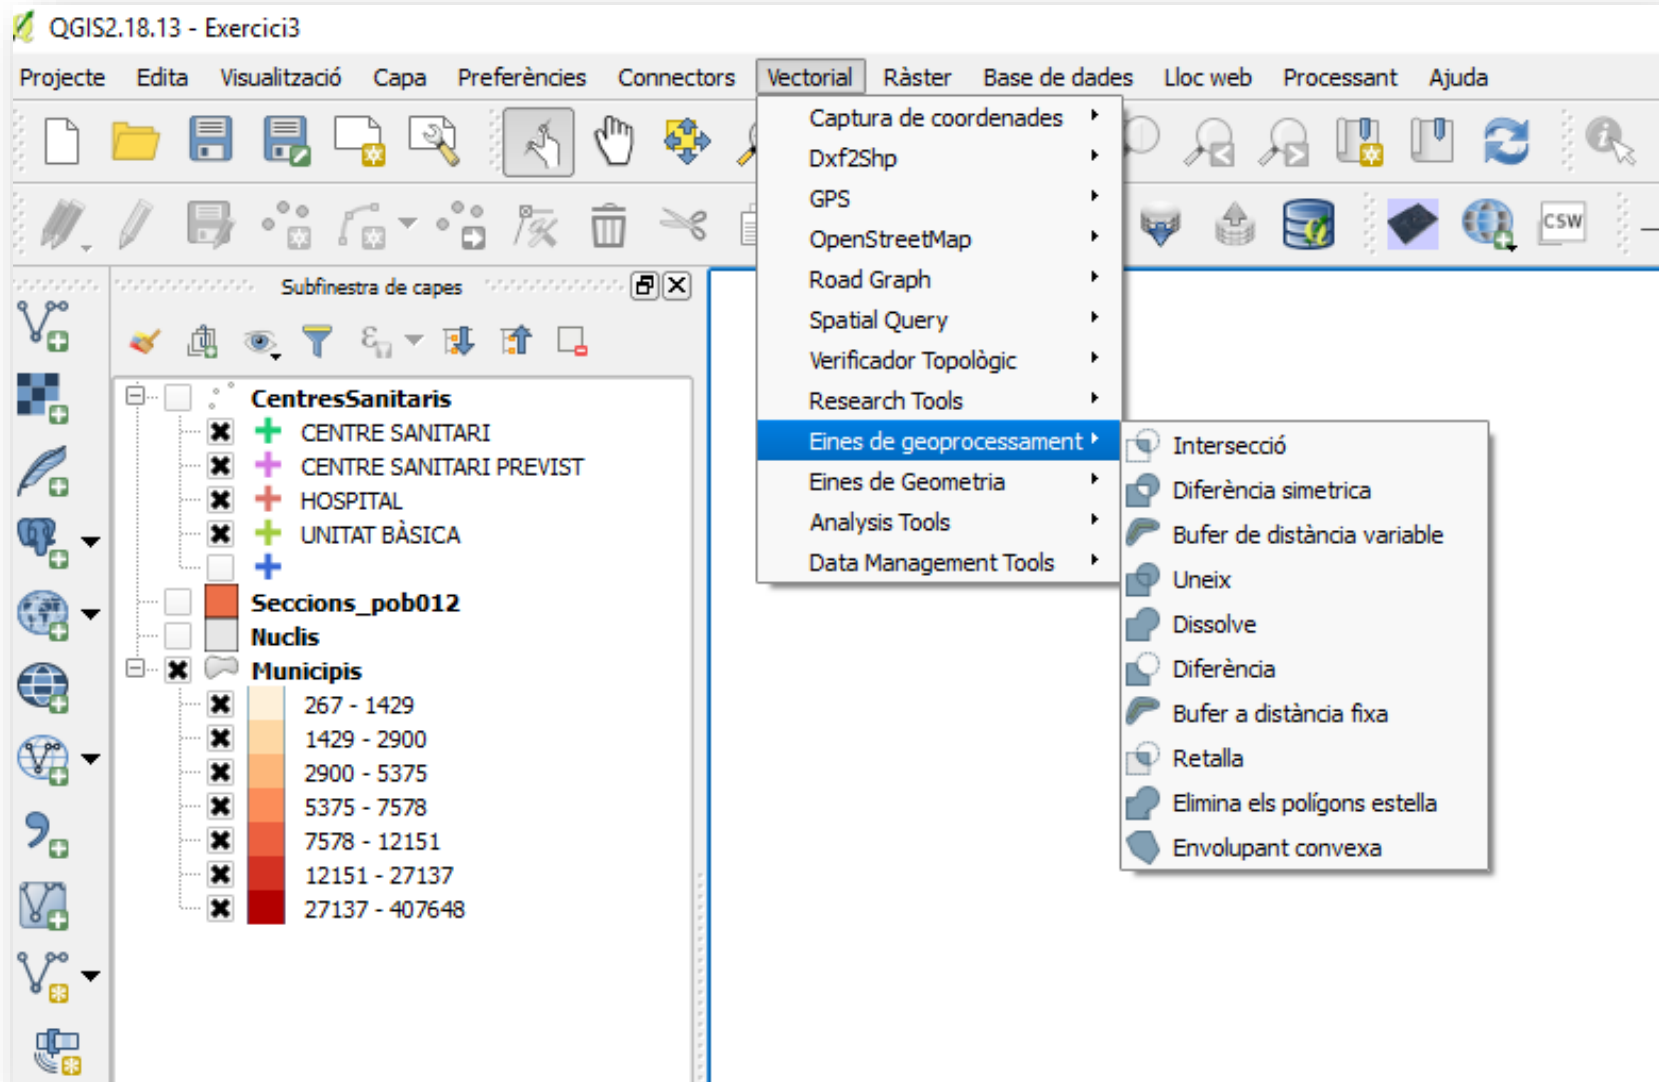 QGIS2.18.13 - Exercici3
Projecte Edita Visualització Capa Preferències Connectors Vectorial Ràster Base de dades Lloc web Processant Ajuda
CSW
Subfinestra de capes
CentresSanitaris
CENTRE SANITARI
CENTRE SANITARI PREVIST
HOSPITAL
UNITAT BÀSICA
Seccions_pob012
Nuclis
Municipis
267 - 1429
1429 - 2900
2900 - 5375
5375 - 7578
7578 - 12151
12151 - 27137
27137 - 407648
Captura de coordenades
Dxf2Shp
GPS
OpenStreetMap
Road Graph
Spatial Query
Verificador Topològic
Research Tools
Eines de geoprocessament
Eines de Geometria
Analysis Tools
Data Management Tools
Intersecció
Diferència simetrica
Bufer de distància variable
Uneix
Dissolve
Diferència
Bufer a distància fixa
Retalla
Elimina els polígons estella
Envolupant convexa